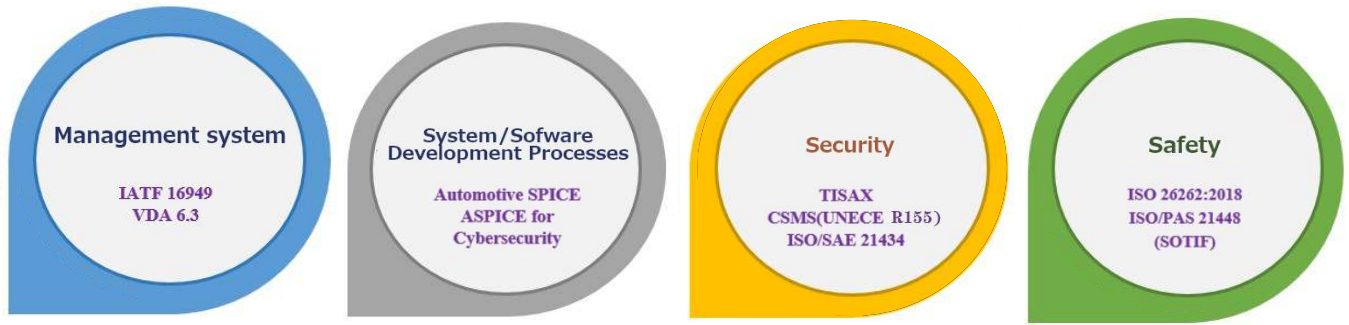 Management system
IATF 16949
VDA 6.3
System/Sofware
Development Processes
Automotive SPICE
ASPICE for
Cybersecurity
Security
TISAX
CSMS(UNECE R155)
ISO/SAE 21434
Safety
ISO 26262:2018
ISO/PAS 21448
(SOTIF)